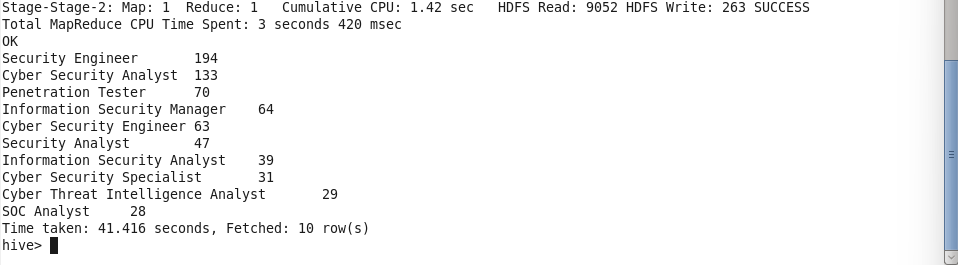 Stage-Stage-2: Map: 1  Reduce: 1   Cumulative CPU: 1.42 sec   HDFS Read: 9052 HDFS Write: 263 SUCCESS
Total MapReduce CPU Time Spent: 3 seconds 420 msec
OK
Security Engineer       194
Cyber Security Analyst  133
Penetration Tester      70
Information Security Manager    64
Cyber Security Engineer 63
Security Analyst        47
Information Security Analyst    39
Cyber Security Specialist       31
Cyber Threat Intelligence Analyst       29
SOC Analyst     28
Time taken: 41.416 seconds, Fetched: 10 row(s)
hive>